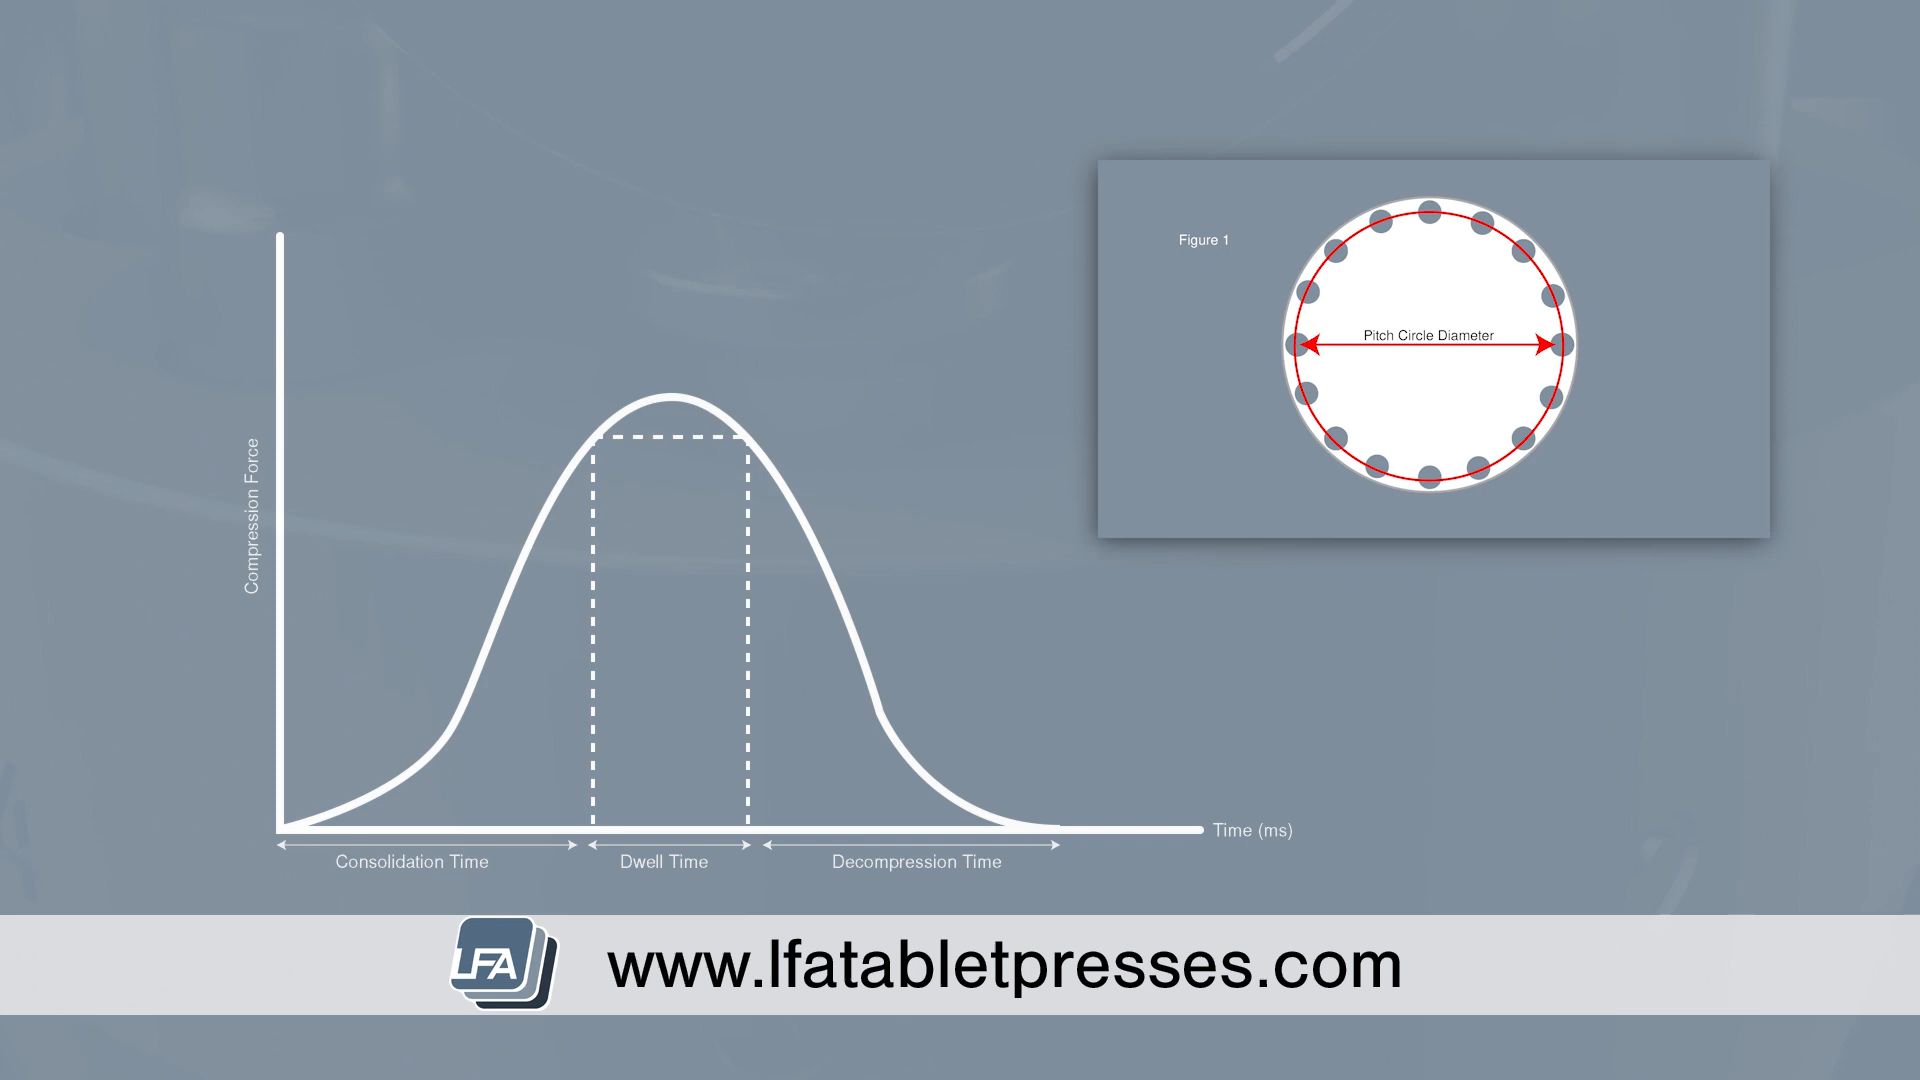 Figure 1
Pitch Circle Diameter
Compression Force
Time (ms)
Consolidation Time
Dwell Time
Decompression Time
LFA
www.lfatabletpresses.com